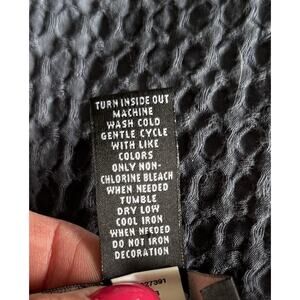 TURN INSIDE OUT
MACHINE
WASH COLD
GENTLE CYCLE
WITH LIKE
COLORS
ONLY NON-
CHLORINE BLEACH
WHEN NEEDED
TUMBLE
DRY LOW
COOL IRON
WHEN NEEDED
DO NOT IRON
DECORATION